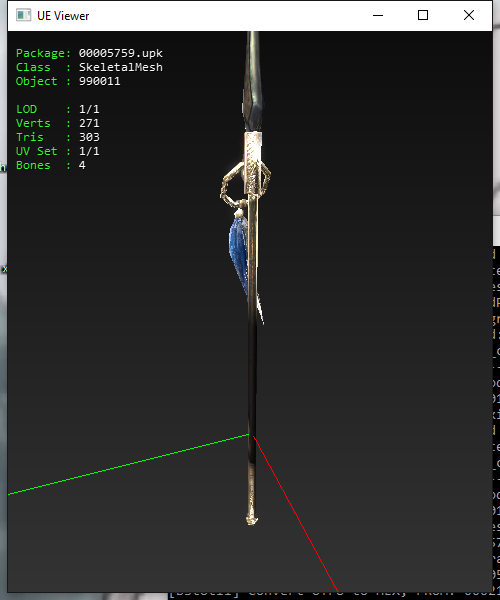 UE Viewer
Package: 00005759.upk
Class  : SkeletalMesh
Object : 990011
LOD    : 1/1
Verts  : 271
Tris   : 303
UV Set : 1/1
Bones  : 4